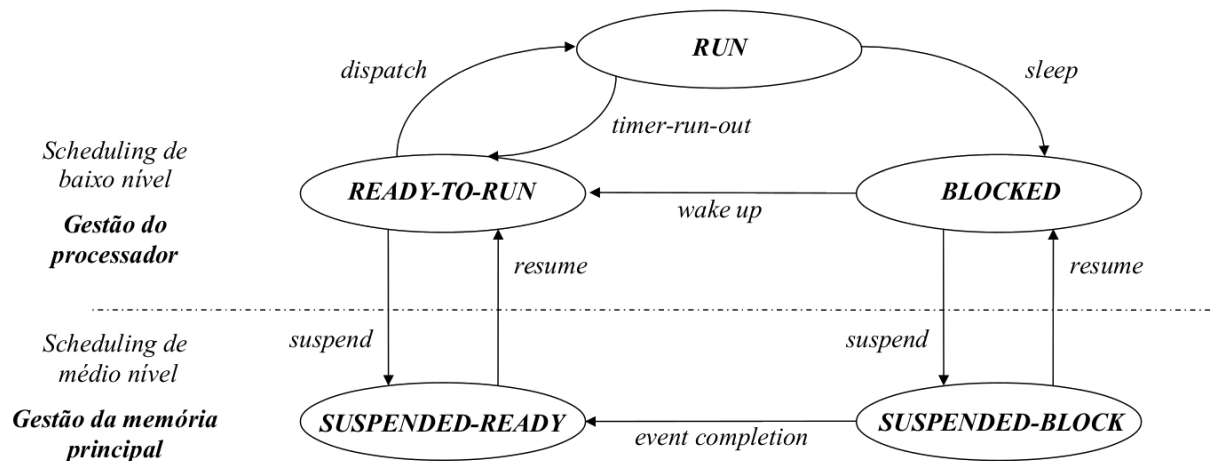 RUN
dispatch
sleep
timer-run-out
Scheduling de
baixo nível
READY-TO-RUN
BLOCKED
wake up
Gestão do
processador
resume
resume
suspend
suspend
Scheduling de
médio nível
Gestão da memória
principal
SUSPENDED-READY
SUSPENDED-BLOCK
event completion